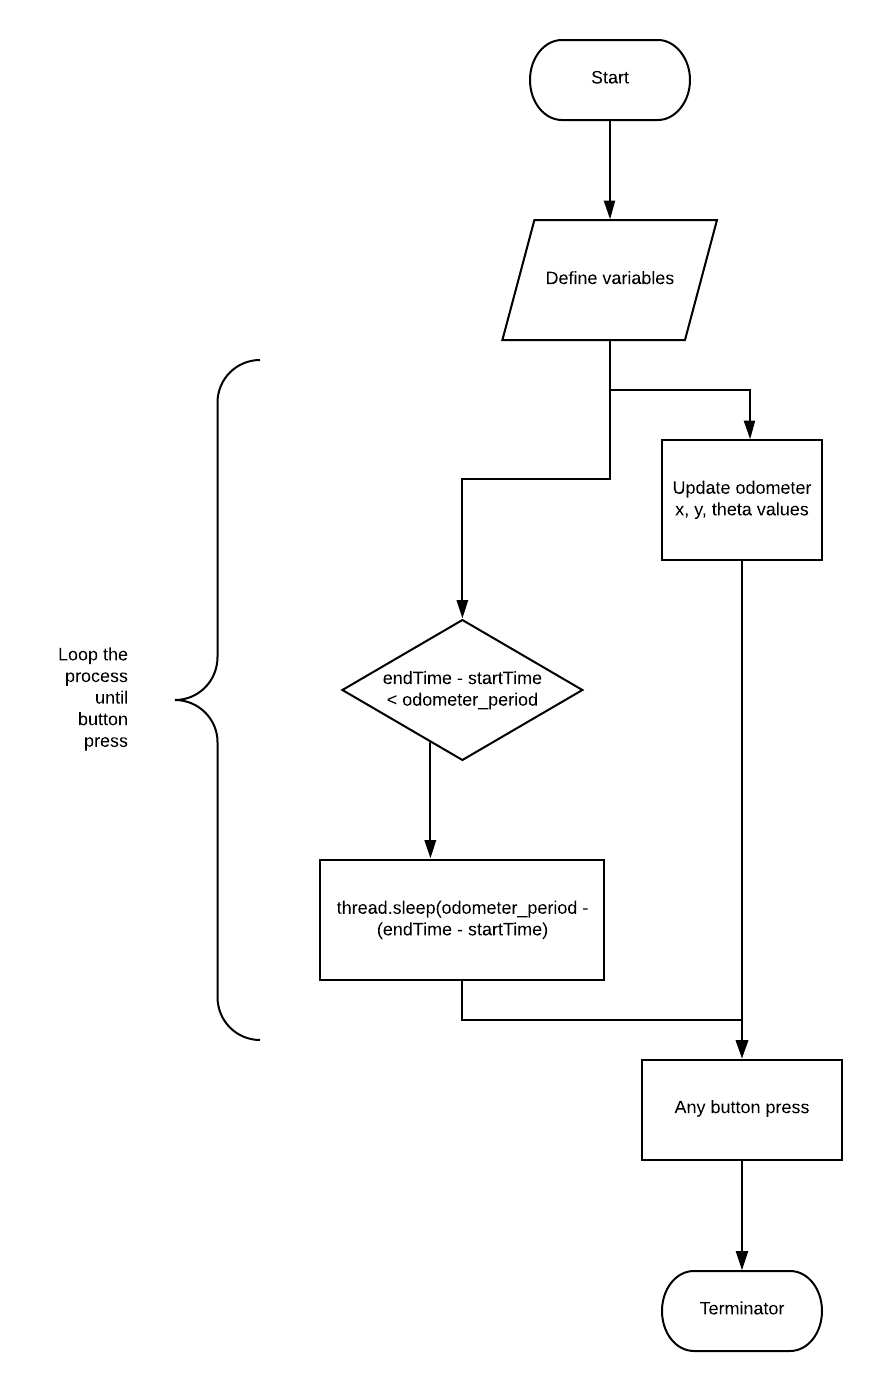 Start
Define variables
Update odometer
x, y, theta values
Loop the
process
until
button
press
endTime - startTime
< odometer_period
thread.sleep(odometer_period -
(endTime - startTime)
Any button press
Terminator